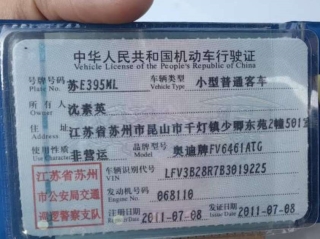 中华人民共和国机动车行驶证
Vehicle License of the People's Republic of China
号牌号码 Plate No. 苏E395ML 车辆类型 Vehicle Type 小型普通客车
所有人 Owner 沈素英
住址 Address 江苏省苏州市昆山市千灯镇少卿东苑2幢501室
使用性质 Use Character 非营运 品牌型号 Model 奥迪牌FV6461ATG
江苏省苏州市公安局交通巡逻警察支队
车辆识别代号 VIN LFV3B28R7B3019225
发动机号码 Engine No. 068110
注册日期 Register Date 2011-07-08 发证日期 Issue Date 2011-07-08